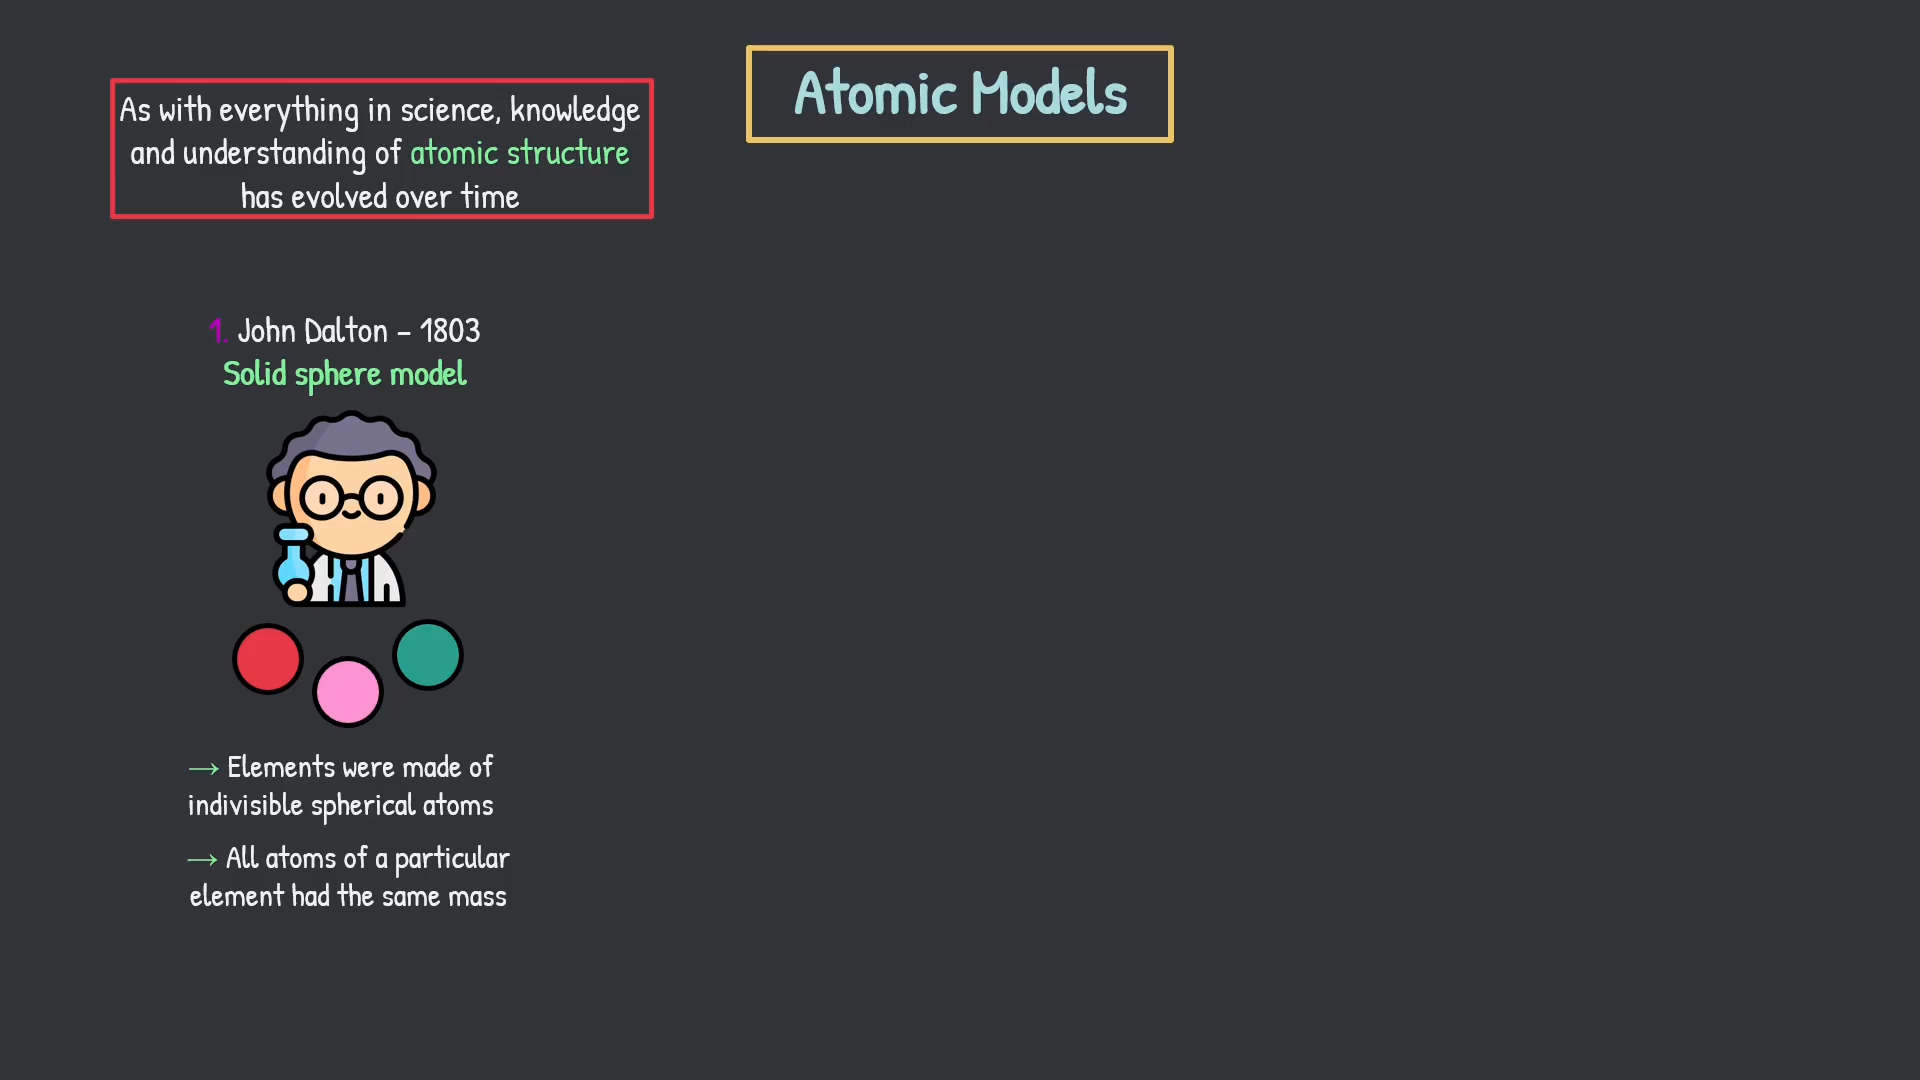 Atomic Models
As with everything in science, knowledge
and understanding of atomic structure
has evolved over time
1. John Dalton – 1803
Solid sphere model
→ Elements were made of
indivisible spherical atoms
→ All atoms of a particular
element had the same mass